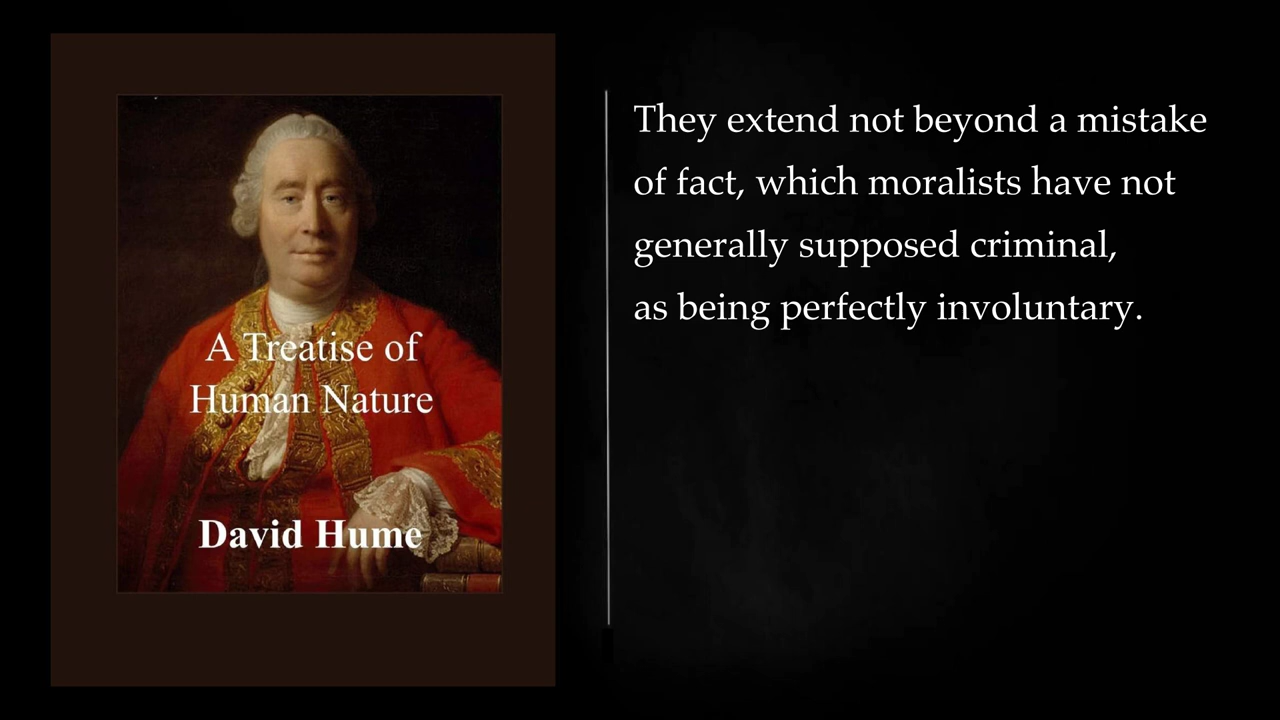 A Treatise of
Human Nature
David Hume
They extend not beyond a mistake
of fact, which moralists have not
generally supposed criminal,
as being perfectly involuntary.